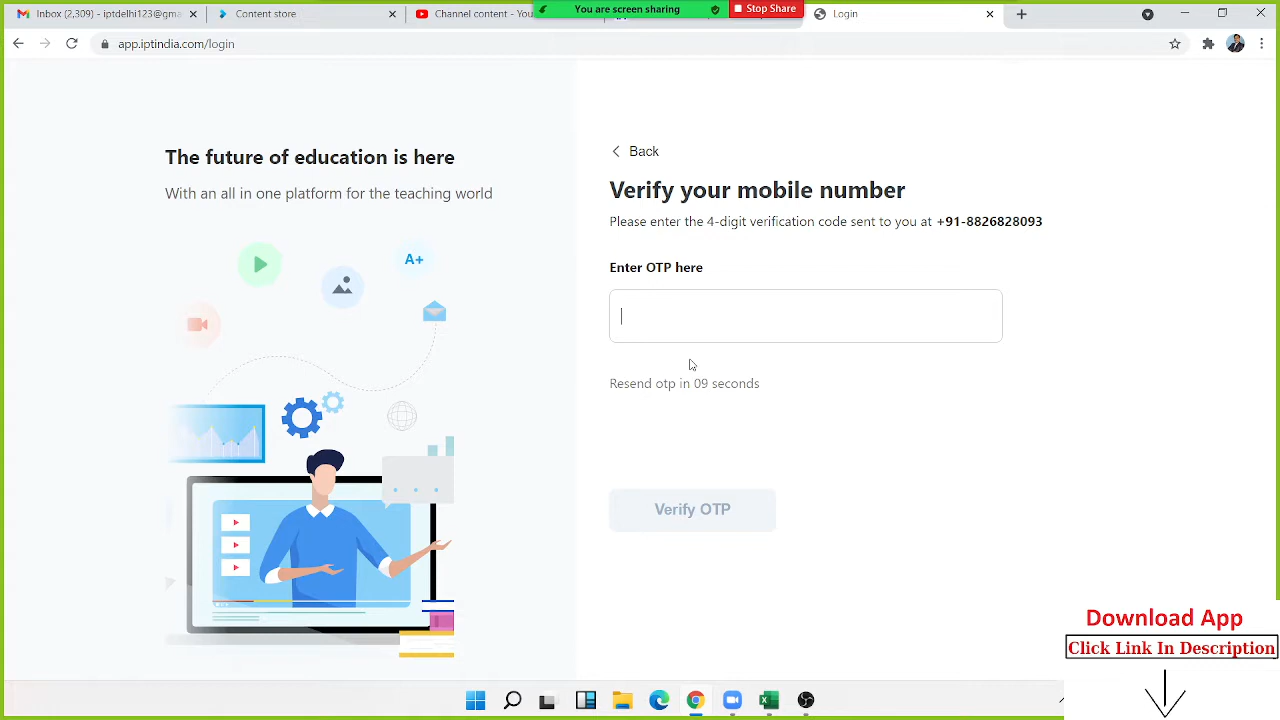 Inbox (2,309) - iptdelhi123@gma
Content store
Channel content - You
You are screen sharing
Stop Share
Login
app.iptindia.com/login
The future of education is here
With an all in one platform for the teaching world
A+
Back
Verify your mobile number
Please enter the 4-digit verification code sent to you at +91-8826828093
Enter OTP here
Resend otp in 09 seconds
Verify OTP
Download App
Click Link In Description